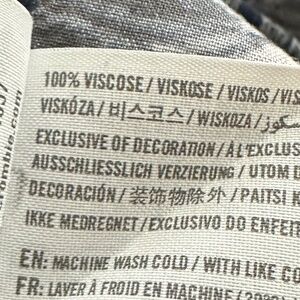 100% VISCOSE / VISKOSE / VISKOS / VIS
VISKÓZA / 비스코스 / WISKOZA /
EXCLUSIVE OF DECORATION / À L'EXCLUS
AUSSCHLIESSLICH VERZIERUNG / UTOM D
DECORACIÓN / 装饰物除外 / PAITSI K
IKKE MEDREGNET / EXCLUSIVO DO ENFEIT
EN: MACHINE WASH COLD / WITH LIKE CO
FR: LAVER À FROID EN MACHINE /